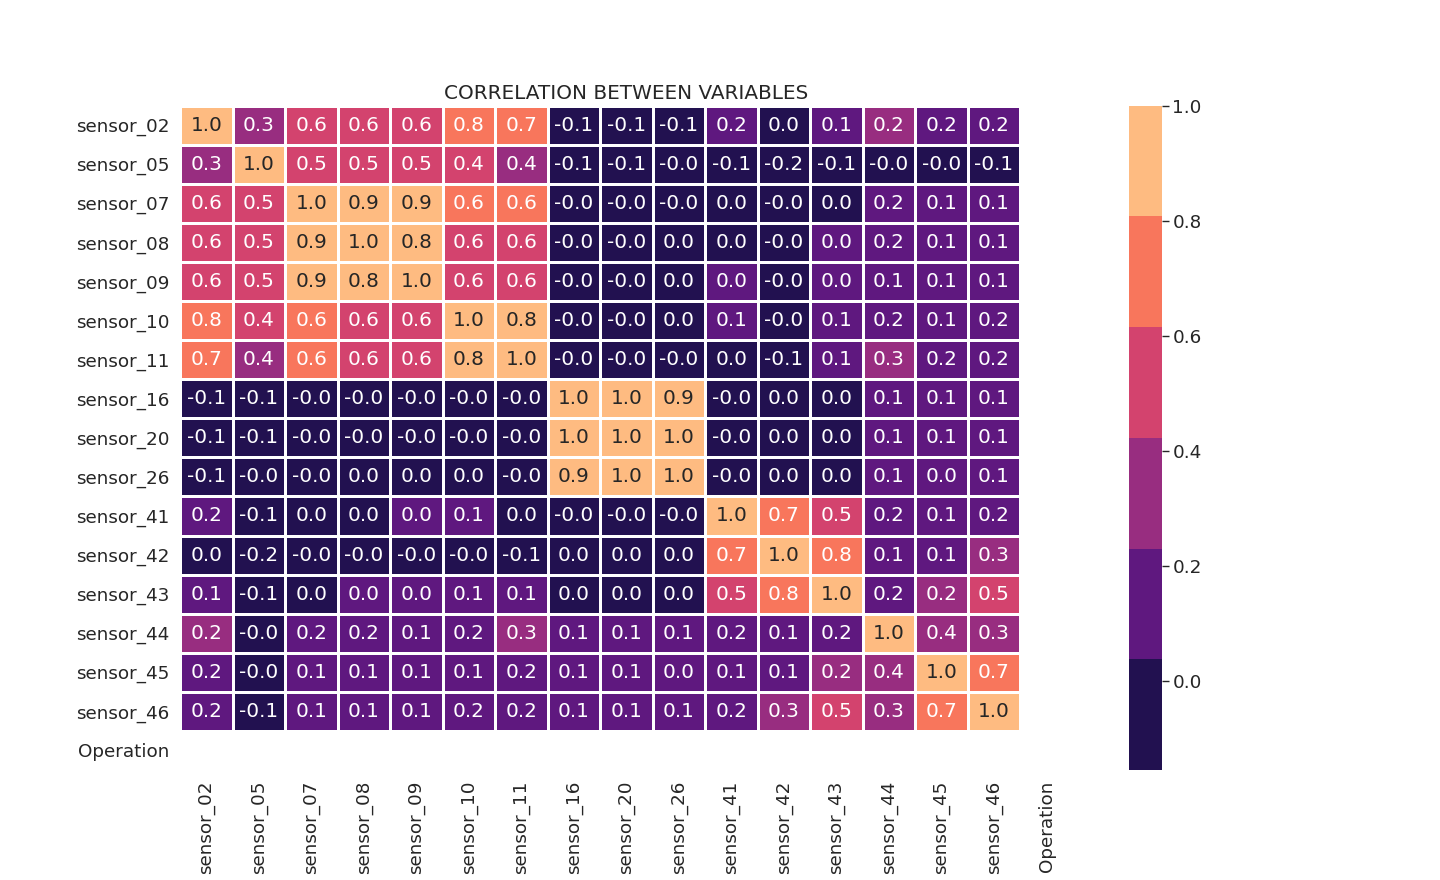 CORRELATION BETWEEN VARIABLES
sensor_02 1.0 0.3 0.6 0.6 0.6 0.8 0.7 -0.1 -0.1 -0.1 0.2 0.0 0.1 0.2 0.2 0.2
sensor_05 0.3 1.0 0.5 0.5 0.5 0.4 0.4 -0.1 -0.1 -0.0 -0.1 -0.2 -0.1 -0.0 -0.0 -0.1
sensor_07 0.6 0.5 1.0 0.9 0.9 0.6 0.6 -0.0 -0.0 -0.0 0.0 -0.0 0.0 0.2 0.1 0.1
sensor_08 0.6 0.5 0.9 1.0 0.8 0.6 0.6 -0.0 -0.0 0.0 0.0 -0.0 0.0 0.2 0.1 0.1
sensor_09 0.6 0.5 0.9 0.8 1.0 0.6 0.6 -0.0 -0.0 0.0 0.0 -0.0 0.0 0.1 0.1 0.1
sensor_10 0.8 0.4 0.6 0.6 0.6 1.0 0.8 -0.0 -0.0 0.0 0.1 -0.0 0.1 0.2 0.1 0.2
sensor_11 0.7 0.4 0.6 0.6 0.6 0.8 1.0 -0.0 -0.0 -0.0 0.0 -0.1 0.1 0.3 0.2 0.2
sensor_16 -0.1 -0.1 -0.0 -0.0 -0.0 -0.0 -0.0 1.0 1.0 0.9 -0.0 0.0 0.0 0.1 0.1 0.1
sensor_20 -0.1 -0.1 -0.0 -0.0 -0.0 -0.0 -0.0 1.0 1.0 1.0 -0.0 0.0 0.0 0.1 0.1 0.1
sensor_26 -0.1 -0.0 -0.0 0.0 0.0 0.0 -0.0 0.9 1.0 1.0 -0.0 0.0 0.0 0.1 0.0 0.1
sensor_41 0.2 -0.1 0.0 0.0 0.0 0.1 0.0 -0.0 -0.0 -0.0 1.0 0.7 0.5 0.2 0.1 0.2
sensor_42 0.0 -0.2 -0.0 -0.0 -0.0 -0.0 -0.1 0.0 0.0 0.0 0.7 1.0 0.8 0.1 0.1 0.3
sensor_43 0.1 -0.1 0.0 0.0 0.0 0.1 0.1 0.0 0.0 0.0 0.5 0.8 1.0 0.2 0.2 0.5
sensor_44 0.2 -0.0 0.2 0.2 0.1 0.2 0.3 0.1 0.1 0.1 0.2 0.1 0.2 1.0 0.4 0.3
sensor_45 0.2 -0.0 0.1 0.1 0.1 0.1 0.2 0.1 0.1 0.0 0.1 0.1 0.2 0.4 1.0 0.7
sensor_46 0.2 -0.1 0.1 0.1 0.1 0.2 0.2 0.1 0.1 0.1 0.2 0.3 0.5 0.3 0.7 1.0
Operation
sensor_02
sensor_05
sensor_07
sensor_08
sensor_09
sensor_10
sensor_11
sensor_16
sensor_20
sensor_26
sensor_41
sensor_42
sensor_43
sensor_44
sensor_45
sensor_46
Operation
1.0
0.8
0.6
0.4
0.2
0.0